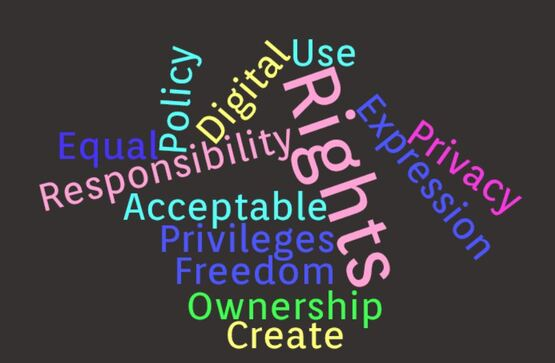 Use
Policy
Digital
Rights
Equal
Responsibility
Expression
Privacy
Acceptable
Privileges
Freedom
Ownership
Create